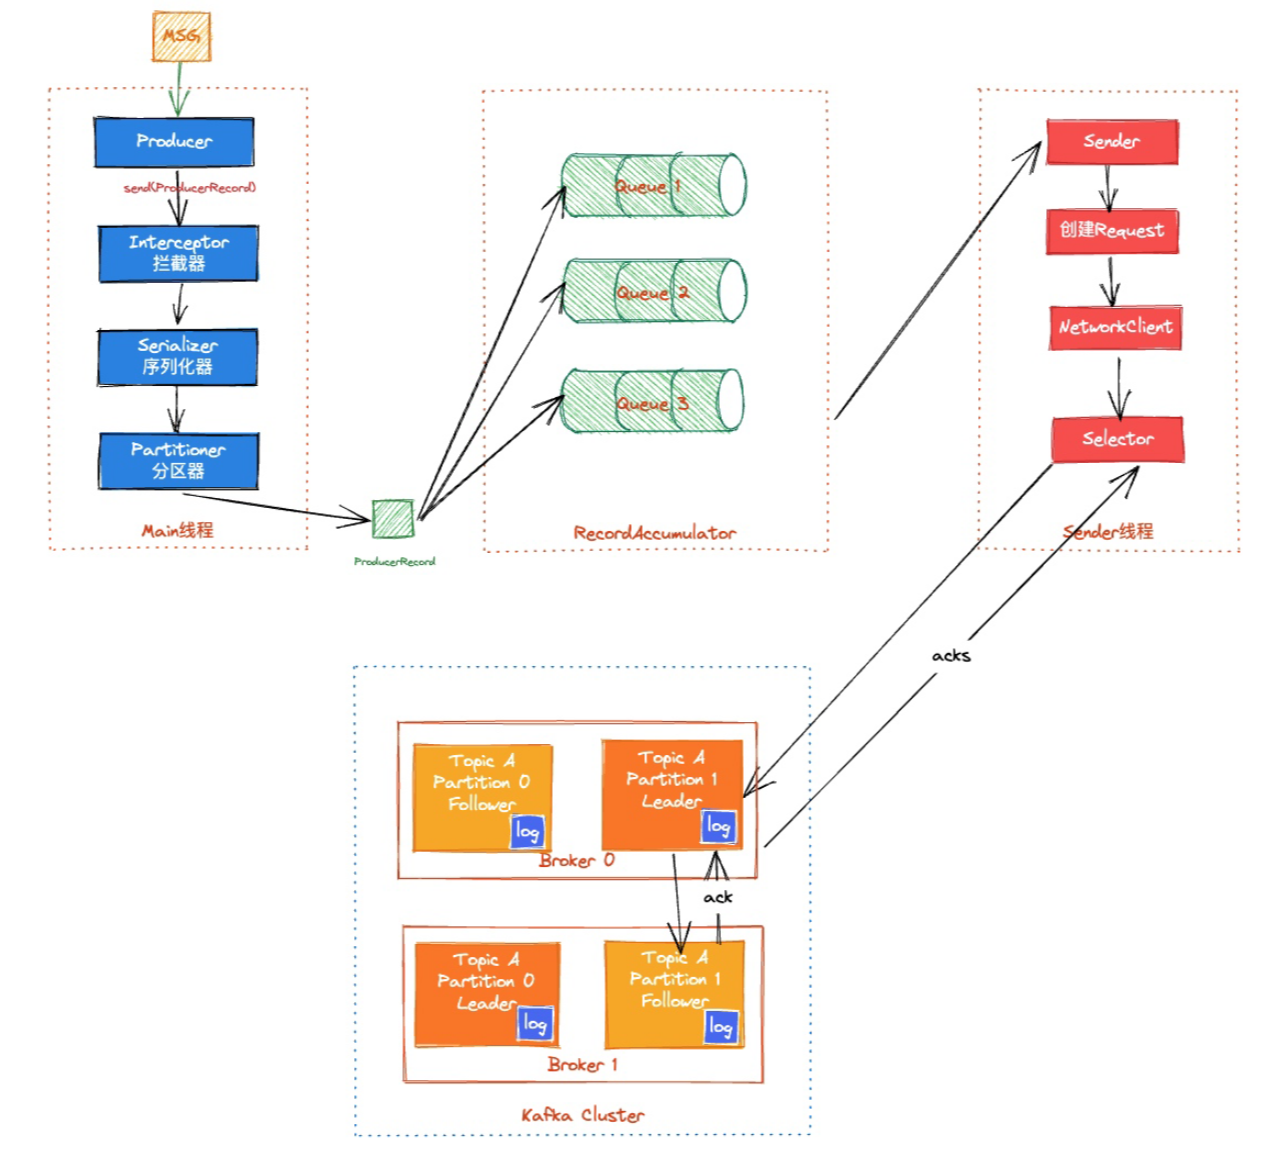 MSG
Producer
send(ProducerRecord)
Interceptor
拦截器
Serializer
序列化器
Partitioner
分区器
Main线程
ProducerRecord
Queue 1
Queue 2
Queue 3
RecordAccumulator
Sender
创建Request
NetworkClient
Selector
Sender线程
acks
Topic A
Partition 0
Follower
log
Topic A
Partition 1
Leader
log
Broker 0
ack
Topic A
Partition 0
Leader
log
Topic A
Partition 1
Follower
log
Broker 1
Kafka Cluster